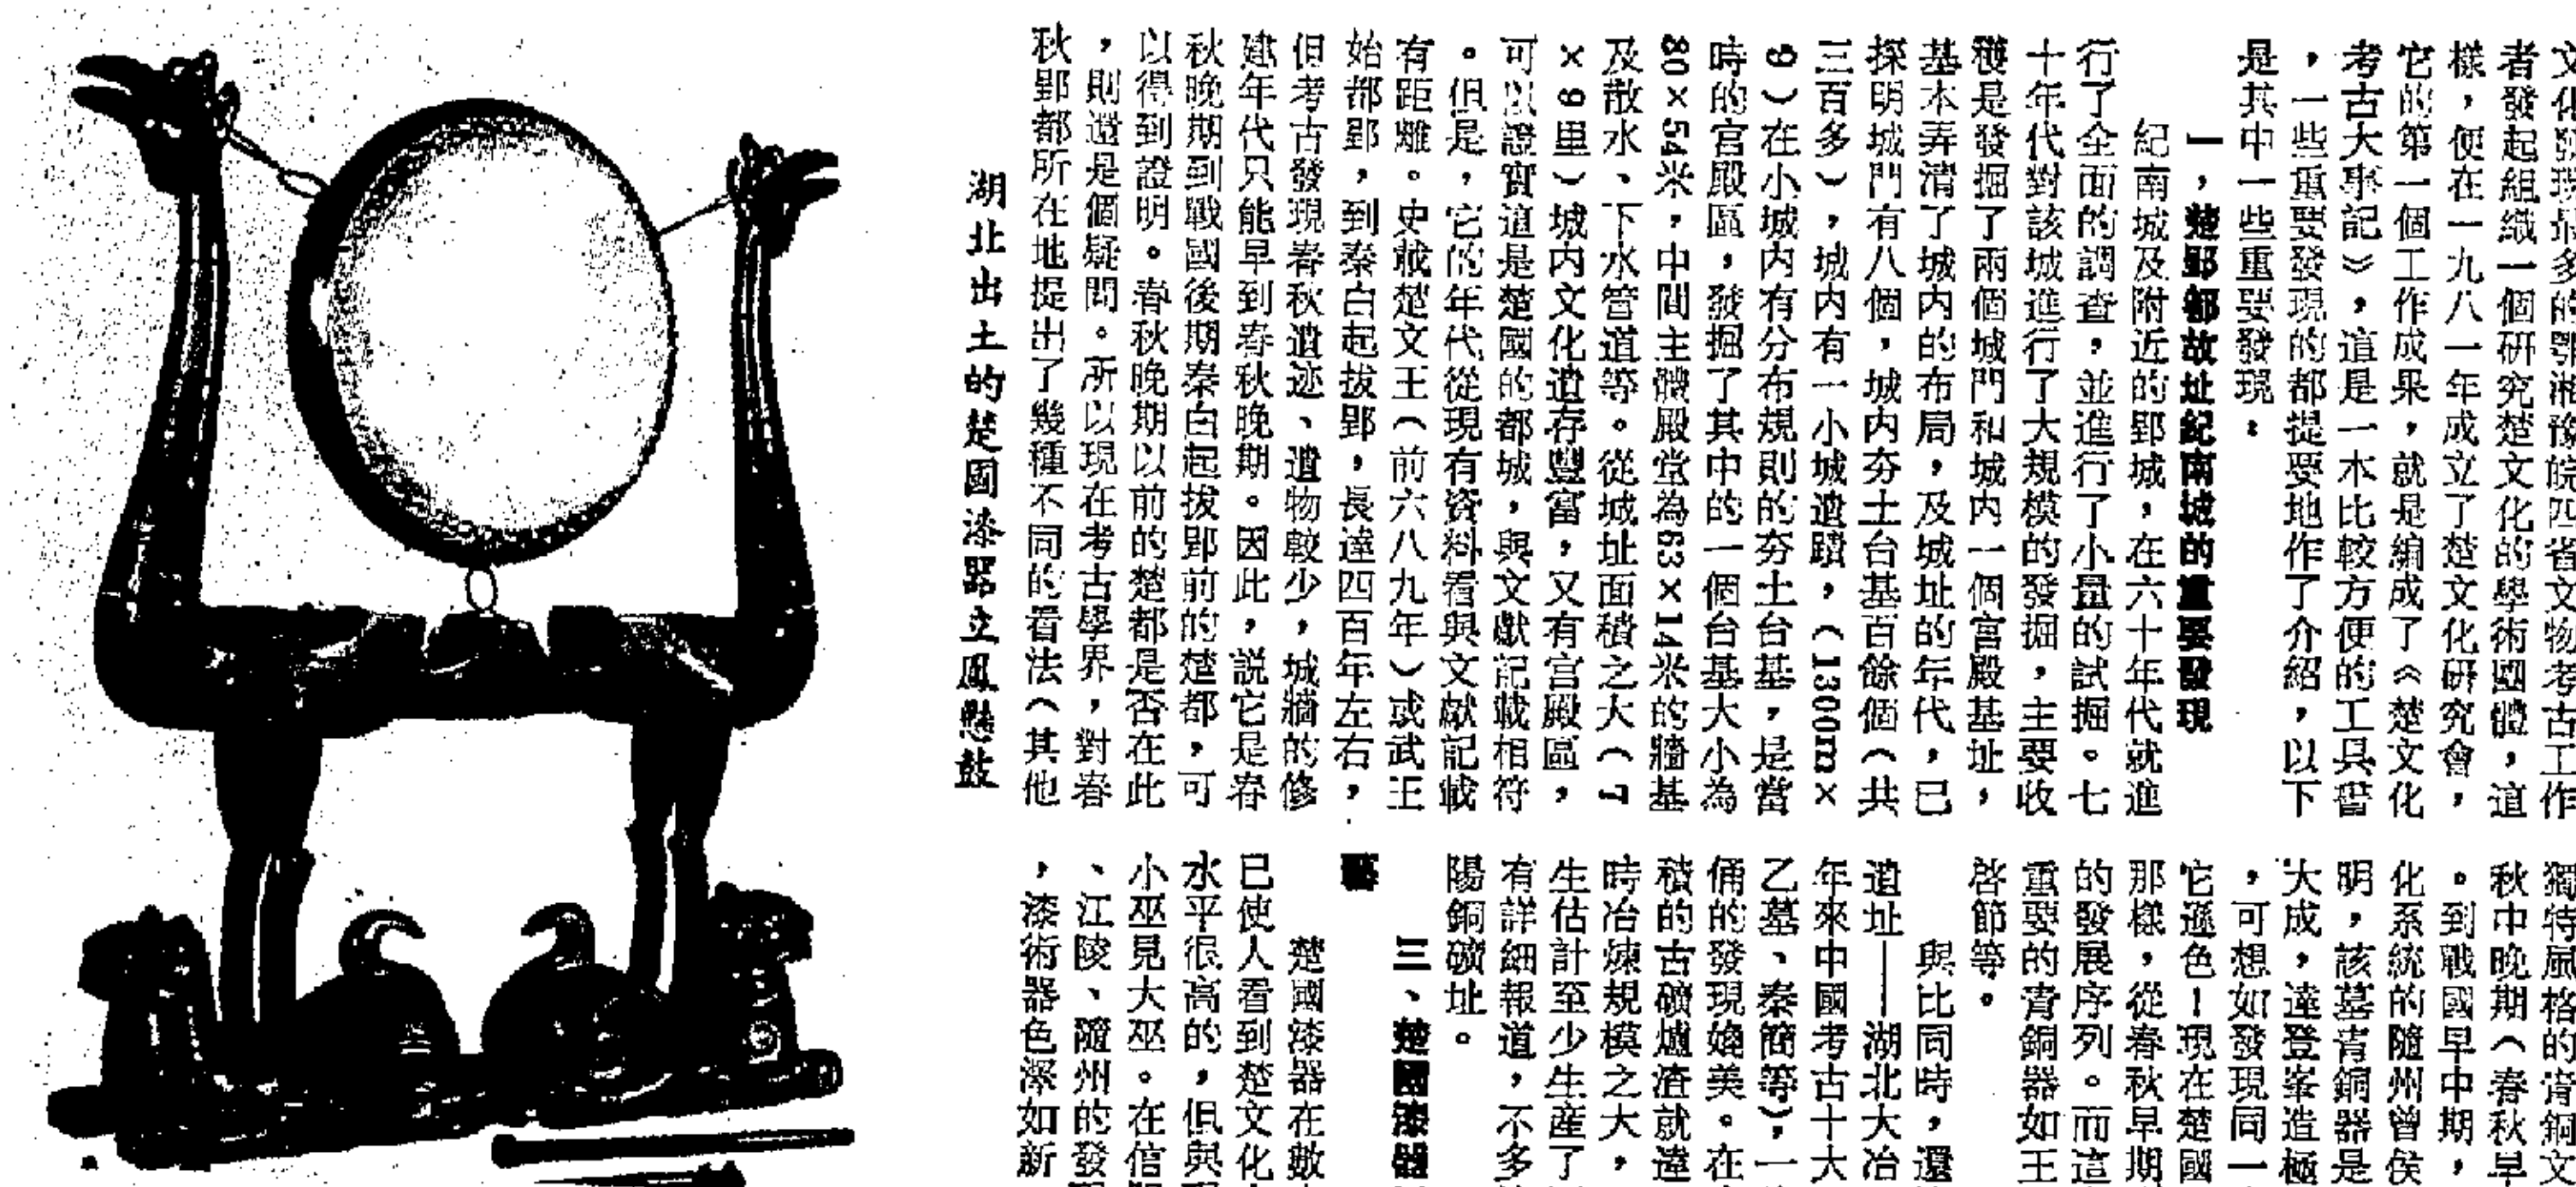 文化發現最多的鄂湘豫皖四省文物考古工作
者發起組織一個研究楚文化的學術團體，這
樣，便在一九八一年成立了楚文化研究會，
它的第一個工作成果，就是編成了《楚文化
考古大事記》，這是一本比較方便的工具書
，一些重要發現的都提要地作了介紹，以下
是其中一些重要發現：
一，楚郢都故址紀南城的重要發現
紀南城及附近的郢城，在六十年代就進
行了全面的調查，並進行了小量的試掘。七
十年代對該城進行了大規模的發掘，主要收
穫是發掘了兩個城門和城内一個宮殿基址，
基本弄清了城内的布局，及城址的年代，已
探明城門有八個，城内夯土台基百餘個（共
三百多），城内有一小城遺蹟，（1300m×
9）在小城内有分布規則的夯土台基，是當
時的宮殿區，發掘了其中的一個台基大小為
80×54米，中間主體殿堂為63×14米的牆基
及散水、下水管道等。從城址面積之大（7
×9里）城内文化遺存豐富，又有宮殿區，
可以證實這是楚國的都城，與文獻記載相符
。但是，它的年代從現有資料看與文獻記載
有距離。史載楚文王（前六八九年）或武王
始都郢，到秦白起拔郢，長達四百年左右，
但考古發現春秋遺迹、遺物較少，城牆的修
建年代只能早到春秋晚期。因此，説它是春
秋晚期到戰國後期秦白起拔郢前的楚都，可
以得到證明。春秋晚期以前的楚都是否在此
，則還是個疑問。所以現在考古學界，對春
秋郢都所在地提出了幾種不同的看法（其他
湖北出土的楚國漆器立鳳懸鼓
獨特風格的青銅文
秋中晚期（春秋早
。到戰國早中期，
化系統的隨州曾侯
明，該墓青銅器是
大成，達登峯造極
，可想如發現同一
它遜色！現在楚國
那樣，從春秋早期
的發展序列。而這
重要的青銅器如王
啓節等。
與比同時，還
遺址——湖北大冶
年來中國考古十大
乙墓、秦簡等），一
俑的發現媲美。在
積的古礦爐渣就達
時冶煉規模之大，
生估計至少生産了
有詳細報道，不多
陽銅礦址。
三、楚國漆器
藝
楚國漆器在數
已使人看到楚文化
水平很高的，但與
小巫見大巫。在信
、江陵、隨州的發
，漆術器色澤如新